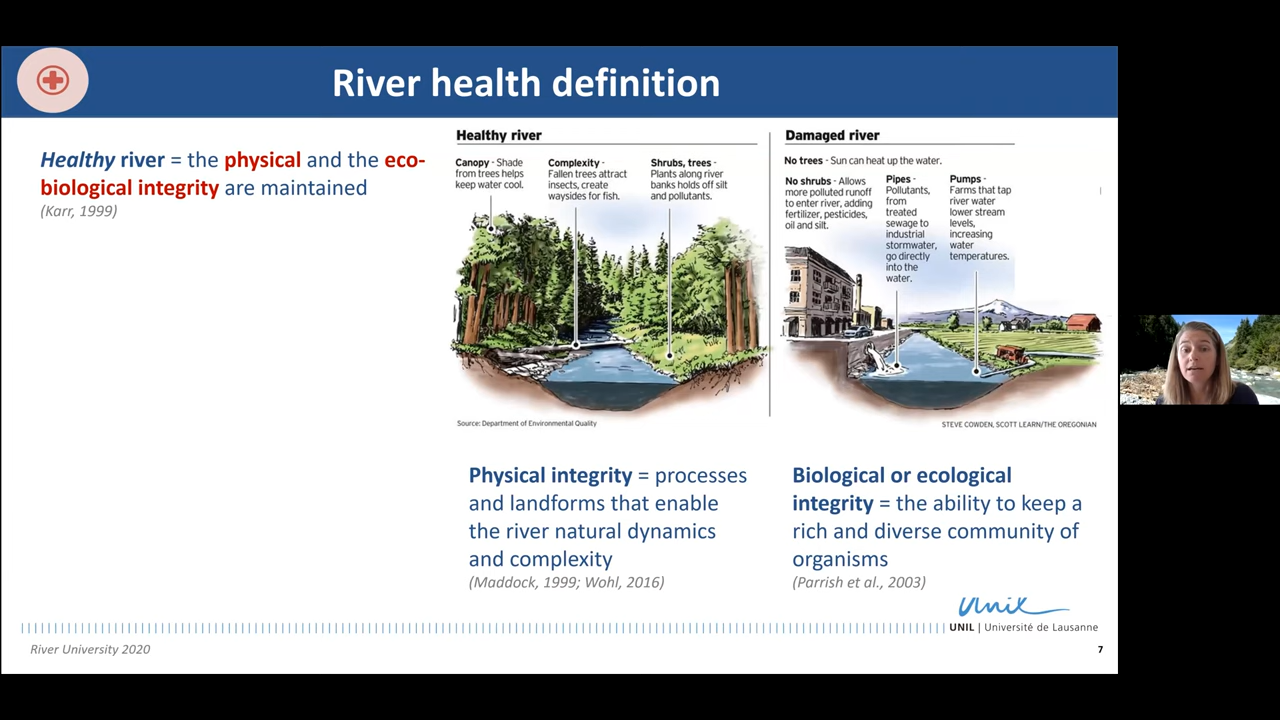 River health definition
Healthy river = the physical and the eco-
biological integrity are maintained
(Karr, 1999)
Healthy river
Canopy - Shade
from trees helps
keep water cool.
Complexity -
Fallen trees attract
insects, create
waysides for fish.
Shrubs, trees -
Plants along river
banks holds off silt
and pollutants.
Source: Department of Environmental Quality
Damaged river
No trees - Sun can heat up the water.
No shrubs - Allows
more polluted runoff
to enter river, adding
fertilizer, pesticides,
oil and silt.
Pipes -
Pollutants,
from
treated
sewage to
industrial
stormwater,
go directly
into the
water.
Pumps -
Farms that tap
river water
lower stream
levels,
increasing
water
temperatures.
STEVE COWDEN, SCOTT LEARN/THE OREGONIAN
Physical integrity = processes
and landforms that enable
the river natural dynamics
and complexity
(Maddock, 1999; Wohl, 2016)
Biological or ecological
integrity = the ability to keep a
rich and diverse community of
organisms
(Parrish et al., 2003)
Unil
UNIL | Université de Lausanne
River University 2020
7